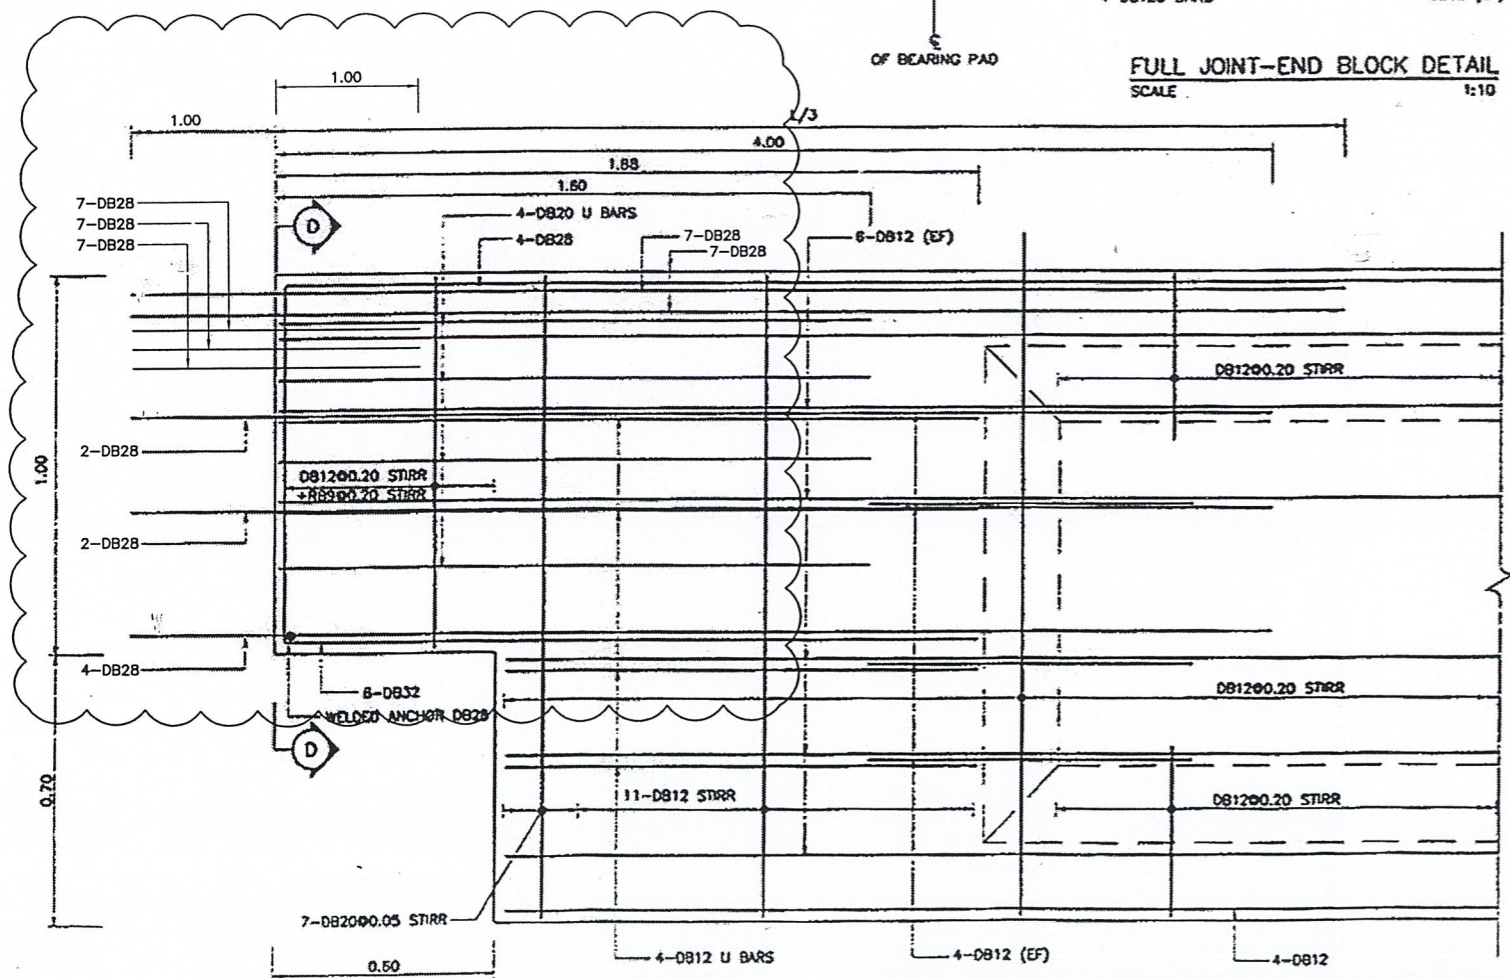 OF BEARING PAD
FULL JOINT-END BLOCK DETAIL
SCALE 1:10
1.00
1.00
L/3
4.00
1.88
1.60
7-DB28
7-DB28
7-DB28
D
4-DB20 U BARS
4-DB28
7-DB28
7-DB28
6-DB12 (EF)
DB12@0.20 STIRR
2-DB28
1.00
DB12@0.20 STIRR
+RB9@0.20 STIRR
2-DB28
4-DB28
6-DB32
WELDED ANCHOR DB28
DB12@0.20 STIRR
D
0.70
11-DB12 STIRR
DB12@0.20 STIRR
7-DB20@0.05 STIRR
4-DB12 U BARS
4-DB12 (EF)
4-DB12
0.60